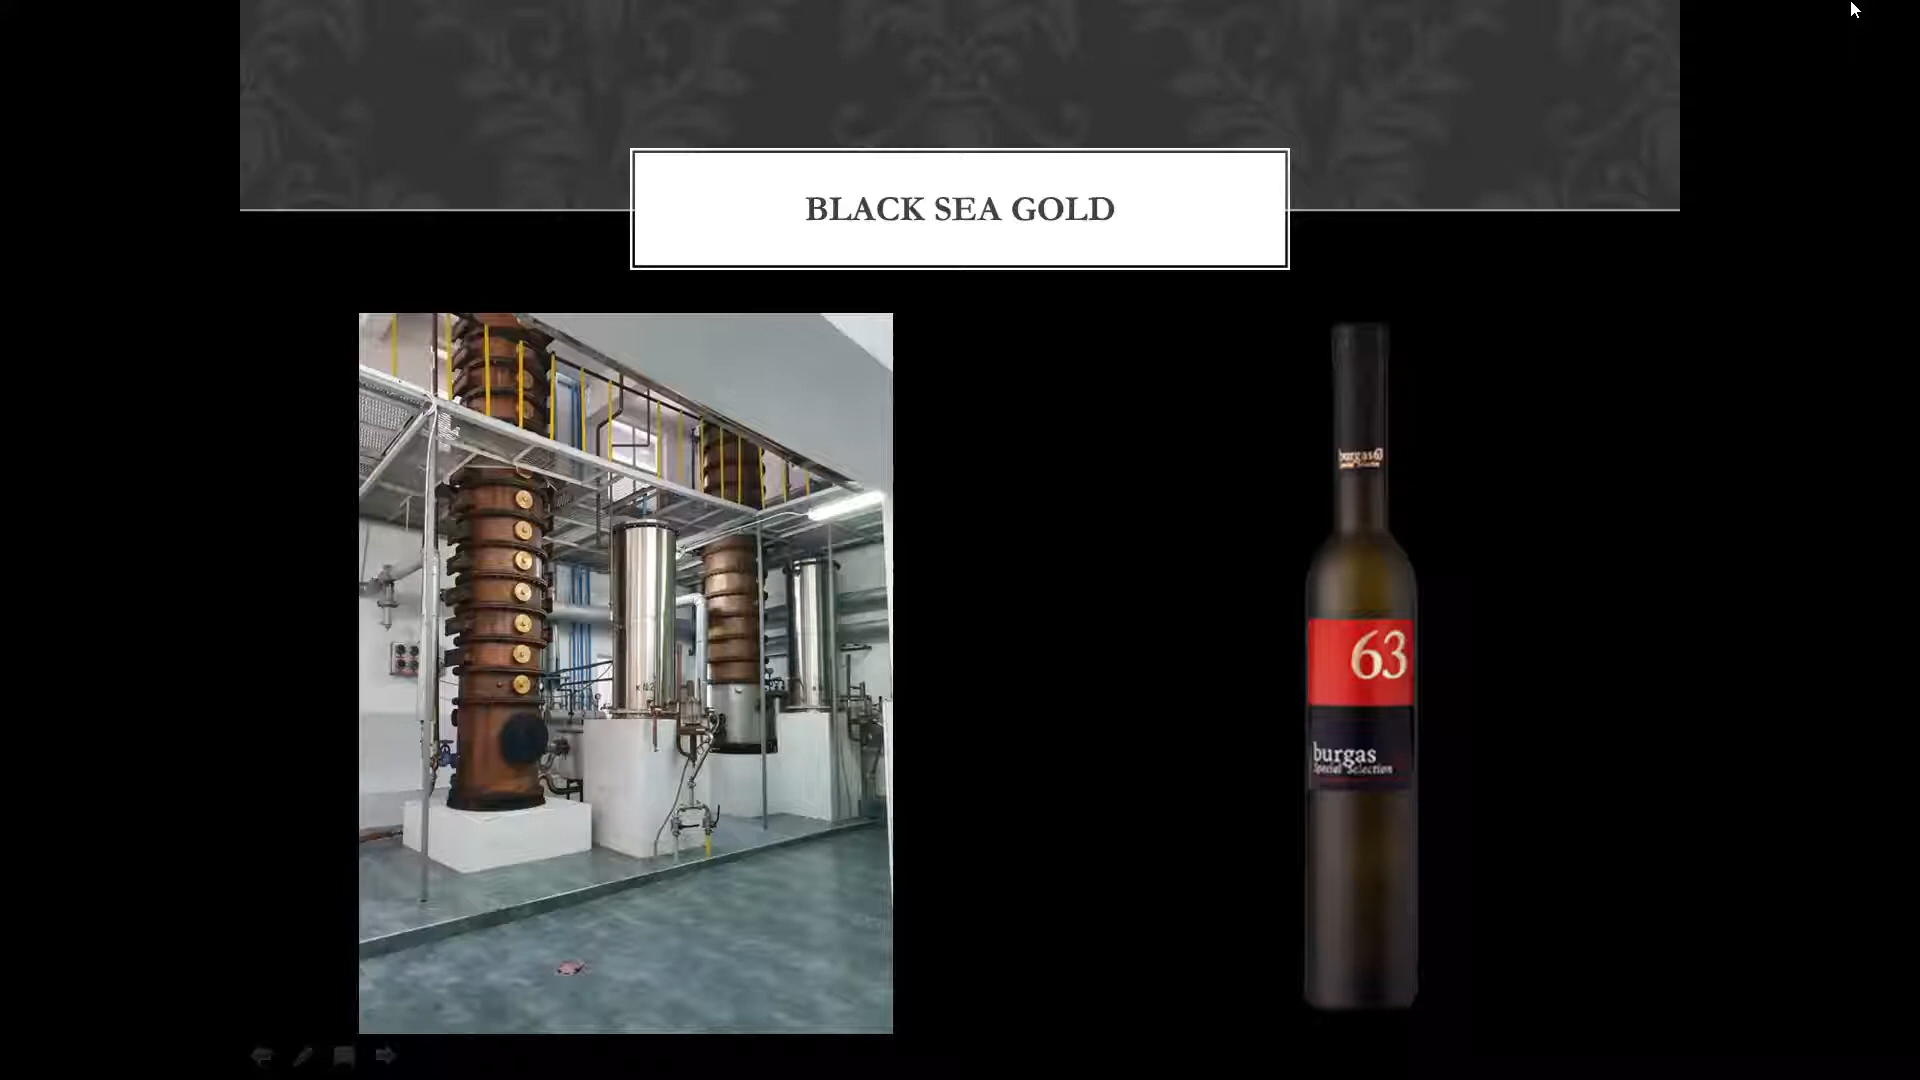 BLACK SEA GOLD
burgas63
63
burgas
Special Selection